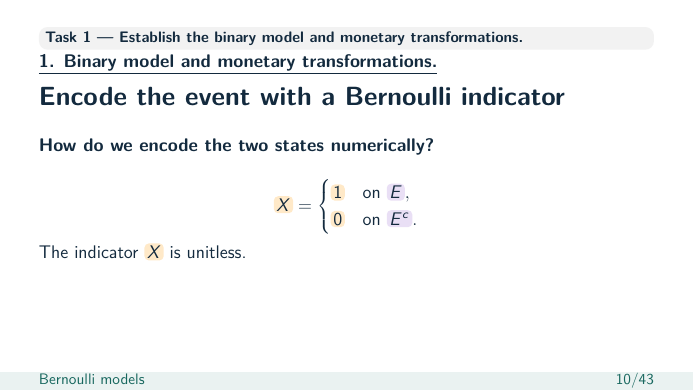 Task 1 — Establish the binary model and monetary transformations.
1. Binary model and monetary transformations.
Encode the event with a Bernoulli indicator
How do we encode the two states numerically?
X = { 1 on E,
0 on Eᶜ.
The indicator X is unitless.
Bernoulli models 10/43